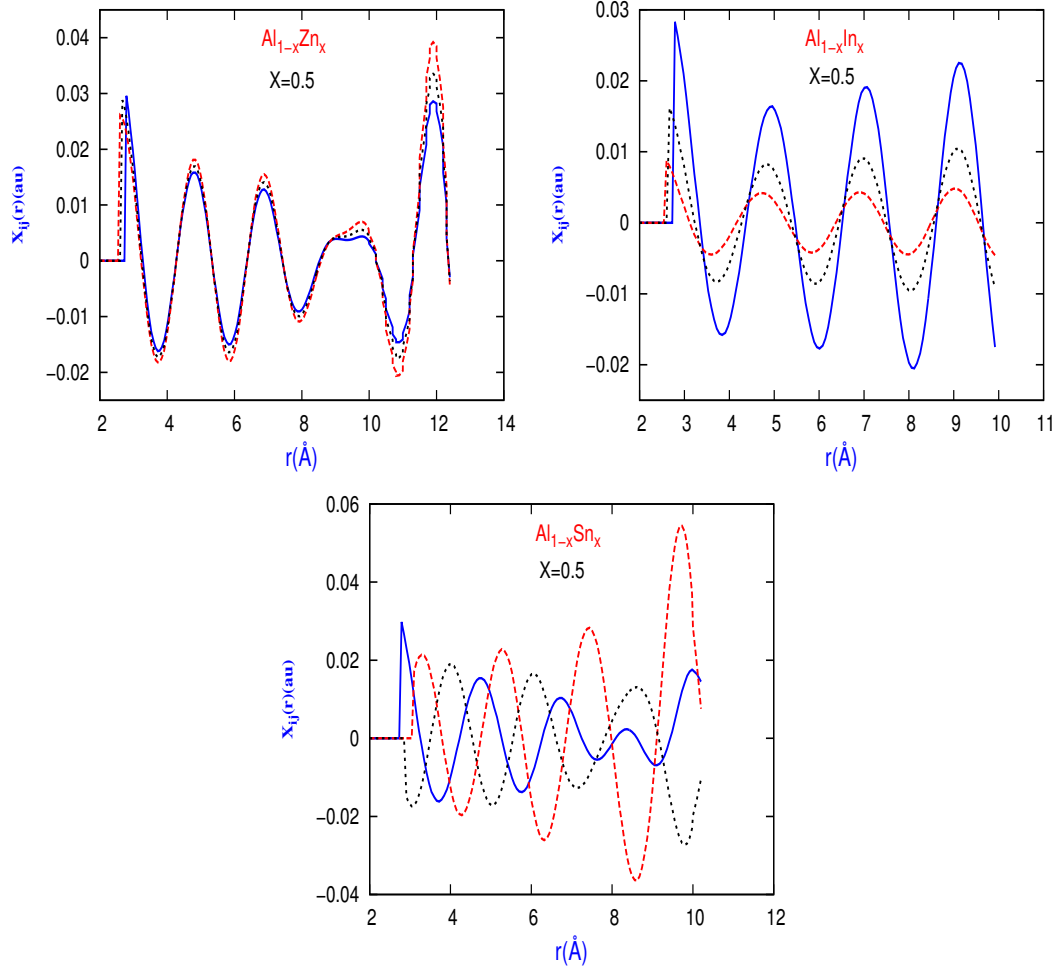 Al1−xZnx
X=0.5
Xij(r)(au)
0.04
0.03
0.02
0.01
0
−0.01
−0.02
2 4 6 8 10 12 14
r(Å)
Al1−xInx
X=0.5
Xij(r)(au)
0.03
0.02
0.01
0
−0.01
−0.02
2 3 4 5 6 7 8 9 10 11
r(Å)
Al1−xSnx
X=0.5
Xij(r)(au)
0.06
0.04
0.02
0
−0.02
−0.04
2 4 6 8 10 12
r(Å)